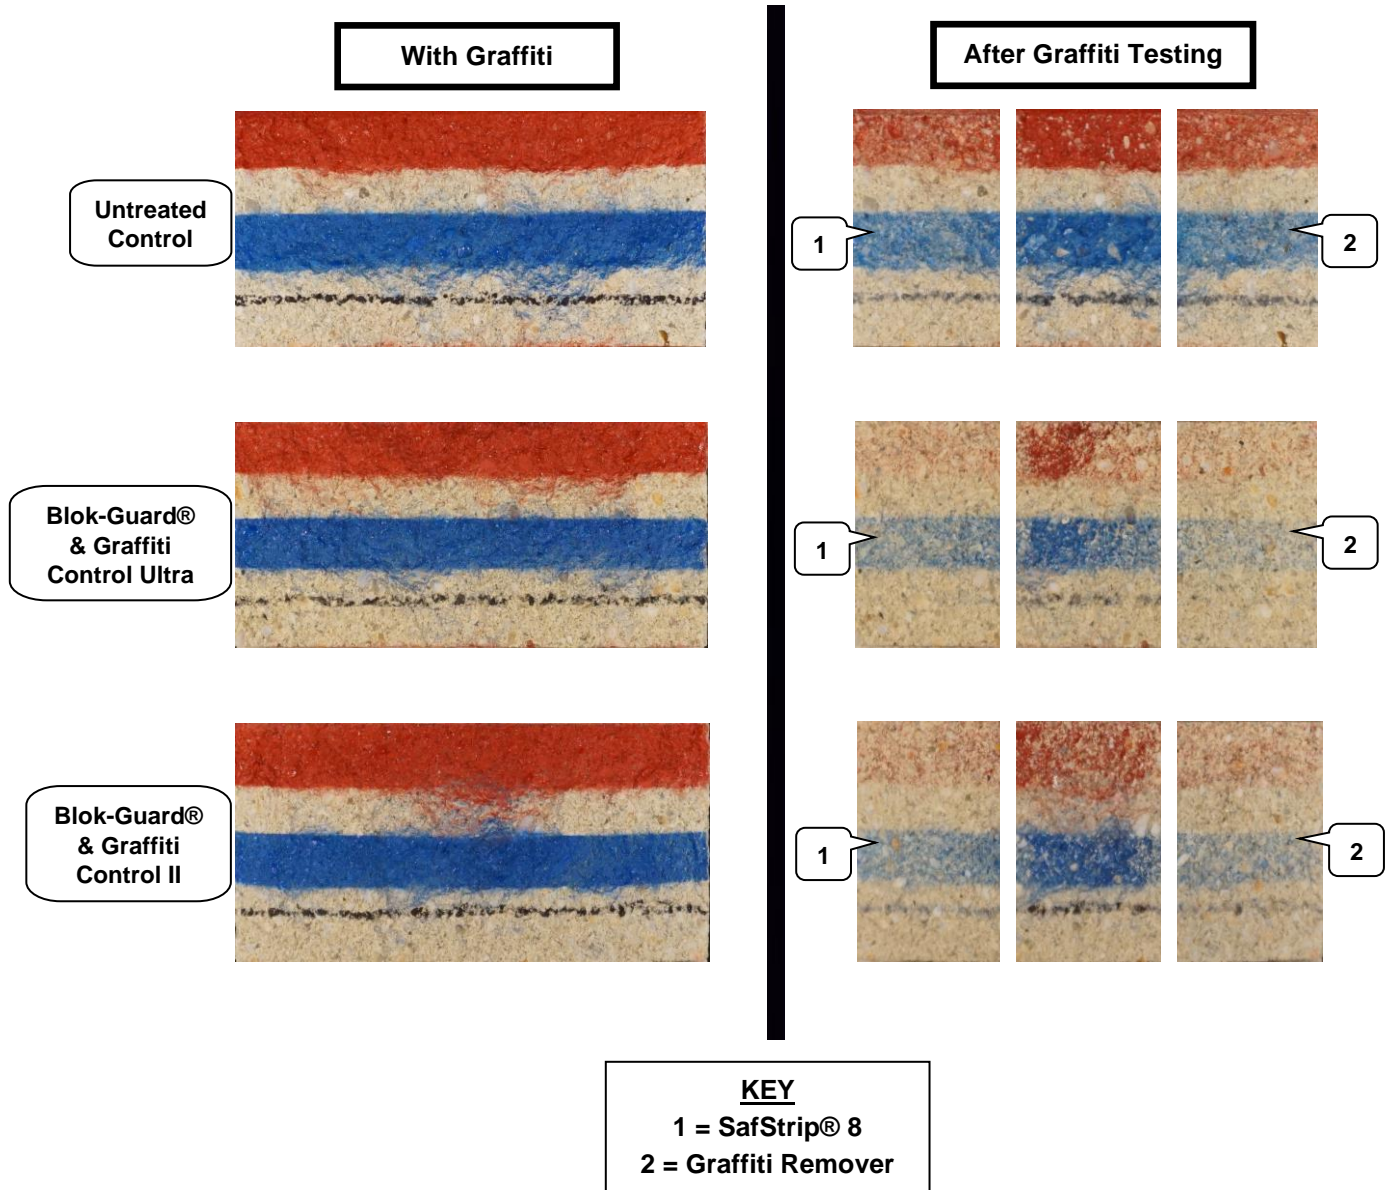 With Graffiti
After Graffiti Testing
Untreated
Control
1
2
Blok-Guard®
& Graffiti
Control Ultra
1
2
Blok-Guard®
& Graffiti
Control II
1
2
KEY
1 = SafStrip® 8
2 = Graffiti Remover